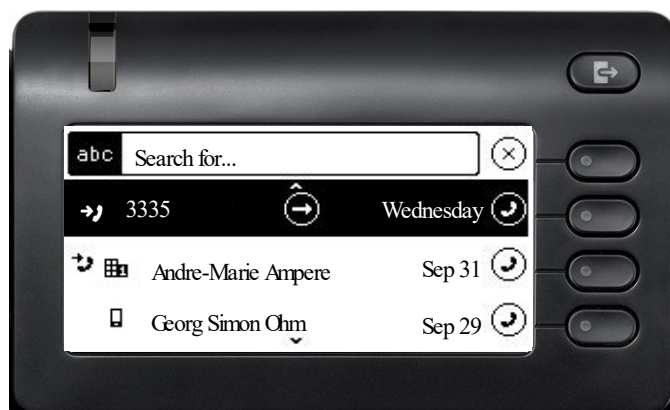 abc Search for...
3335 Wednesday
Andre-Marie Ampere Sep 31
Georg Simon Ohm Sep 29